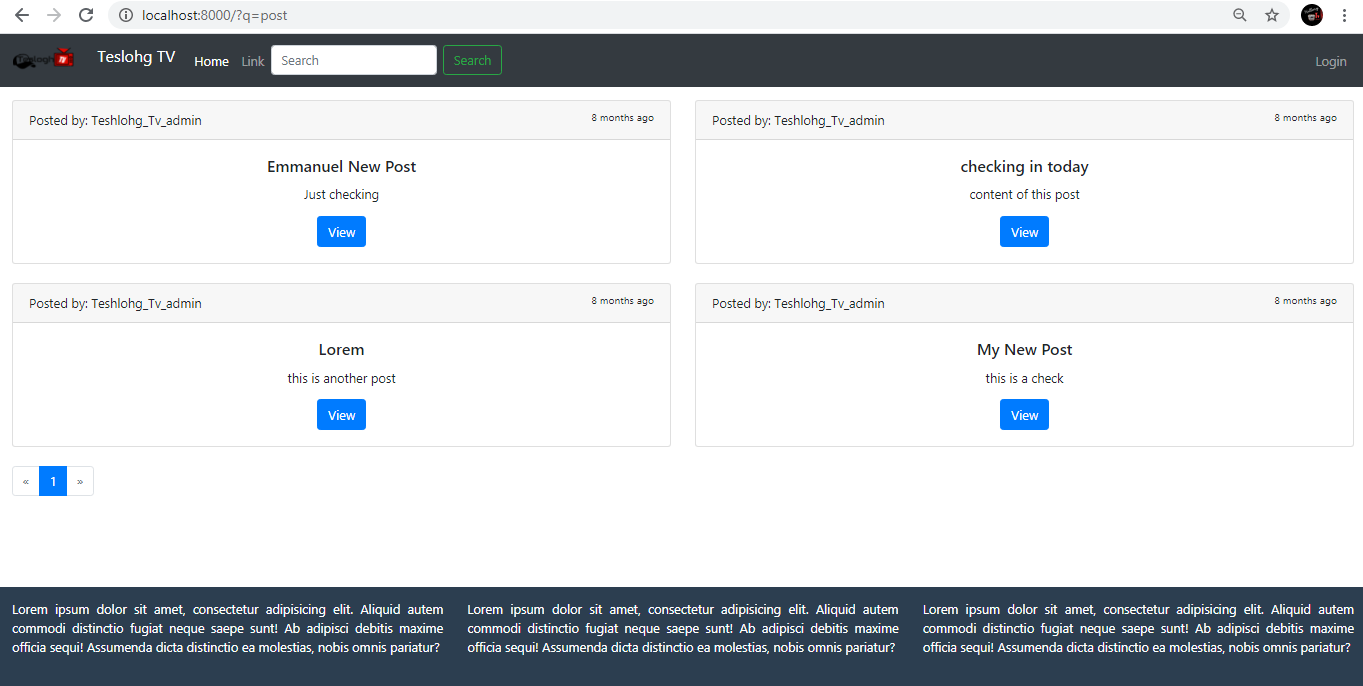 localhost:8000/?q=post
Teslohg TV Home Link Search Search Login
Posted by: Teshlohg_Tv_admin 8 months ago
Emmanuel New Post
Just checking
View
Posted by: Teshlohg_Tv_admin 8 months ago
checking in today
content of this post
View
Posted by: Teshlohg_Tv_admin 8 months ago
Lorem
this is another post
View
Posted by: Teshlohg_Tv_admin 8 months ago
My New Post
this is a check
View
« 1 »
Lorem ipsum dolor sit amet, consectetur adipisicing elit. Aliquid autem
commodi distinctio fugiat neque saepe sunt! Ab adipisci debitis maxime
officia sequi! Assumenda dicta distinctio ea molestias, nobis omnis pariatur?
Lorem ipsum dolor sit amet, consectetur adipisicing elit. Aliquid autem
commodi distinctio fugiat neque saepe sunt! Ab adipisci debitis maxime
officia sequi! Assumenda dicta distinctio ea molestias, nobis omnis pariatur?
Lorem ipsum dolor sit amet, consectetur adipisicing elit. Aliquid autem
commodi distinctio fugiat neque saepe sunt! Ab adipisci debitis maxime
officia sequi! Assumenda dicta distinctio ea molestias, nobis omnis pariatur?